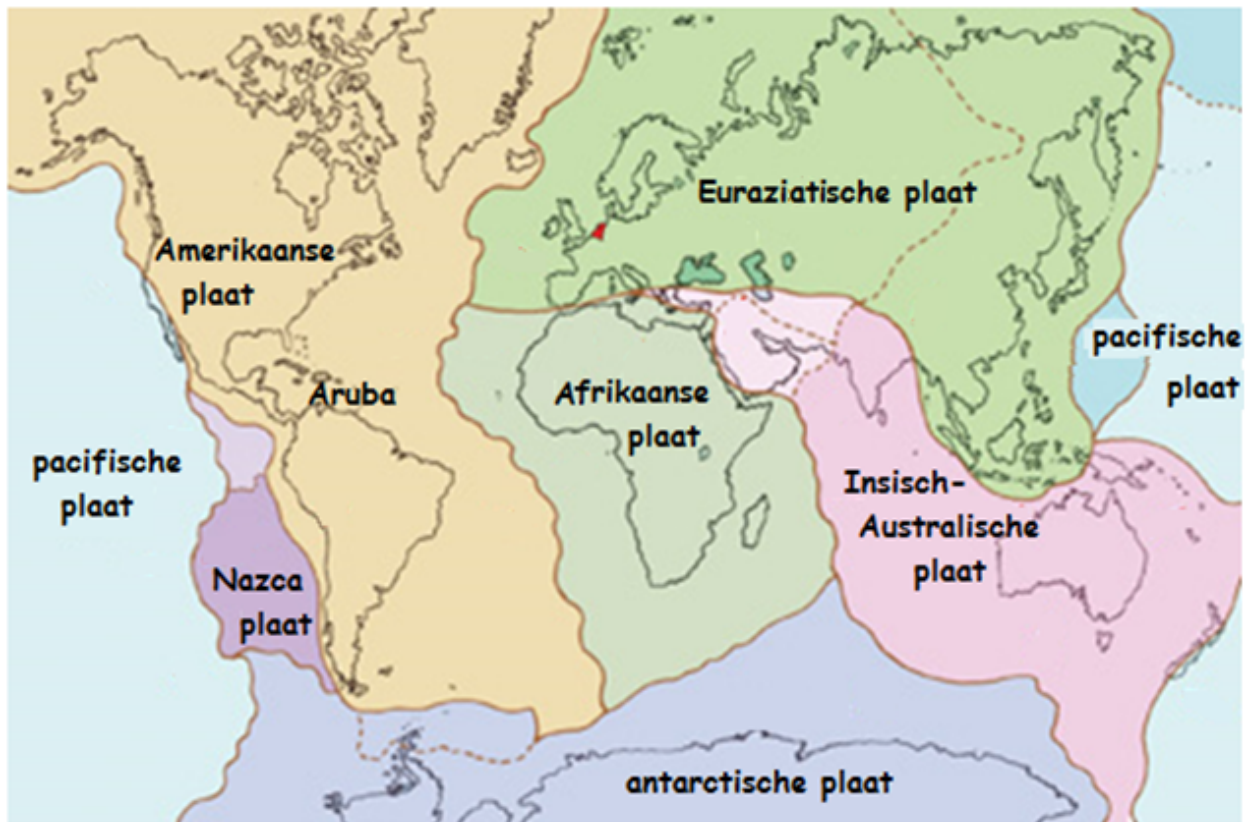 Euraziatische plaat
Amerikaanse
plaat
pacifische
plaat
Aruba
Afrikaanse
plaat
pacifische
plaat
Insisch-
Australische
plaat
Nazca
plaat
antarctische plaat